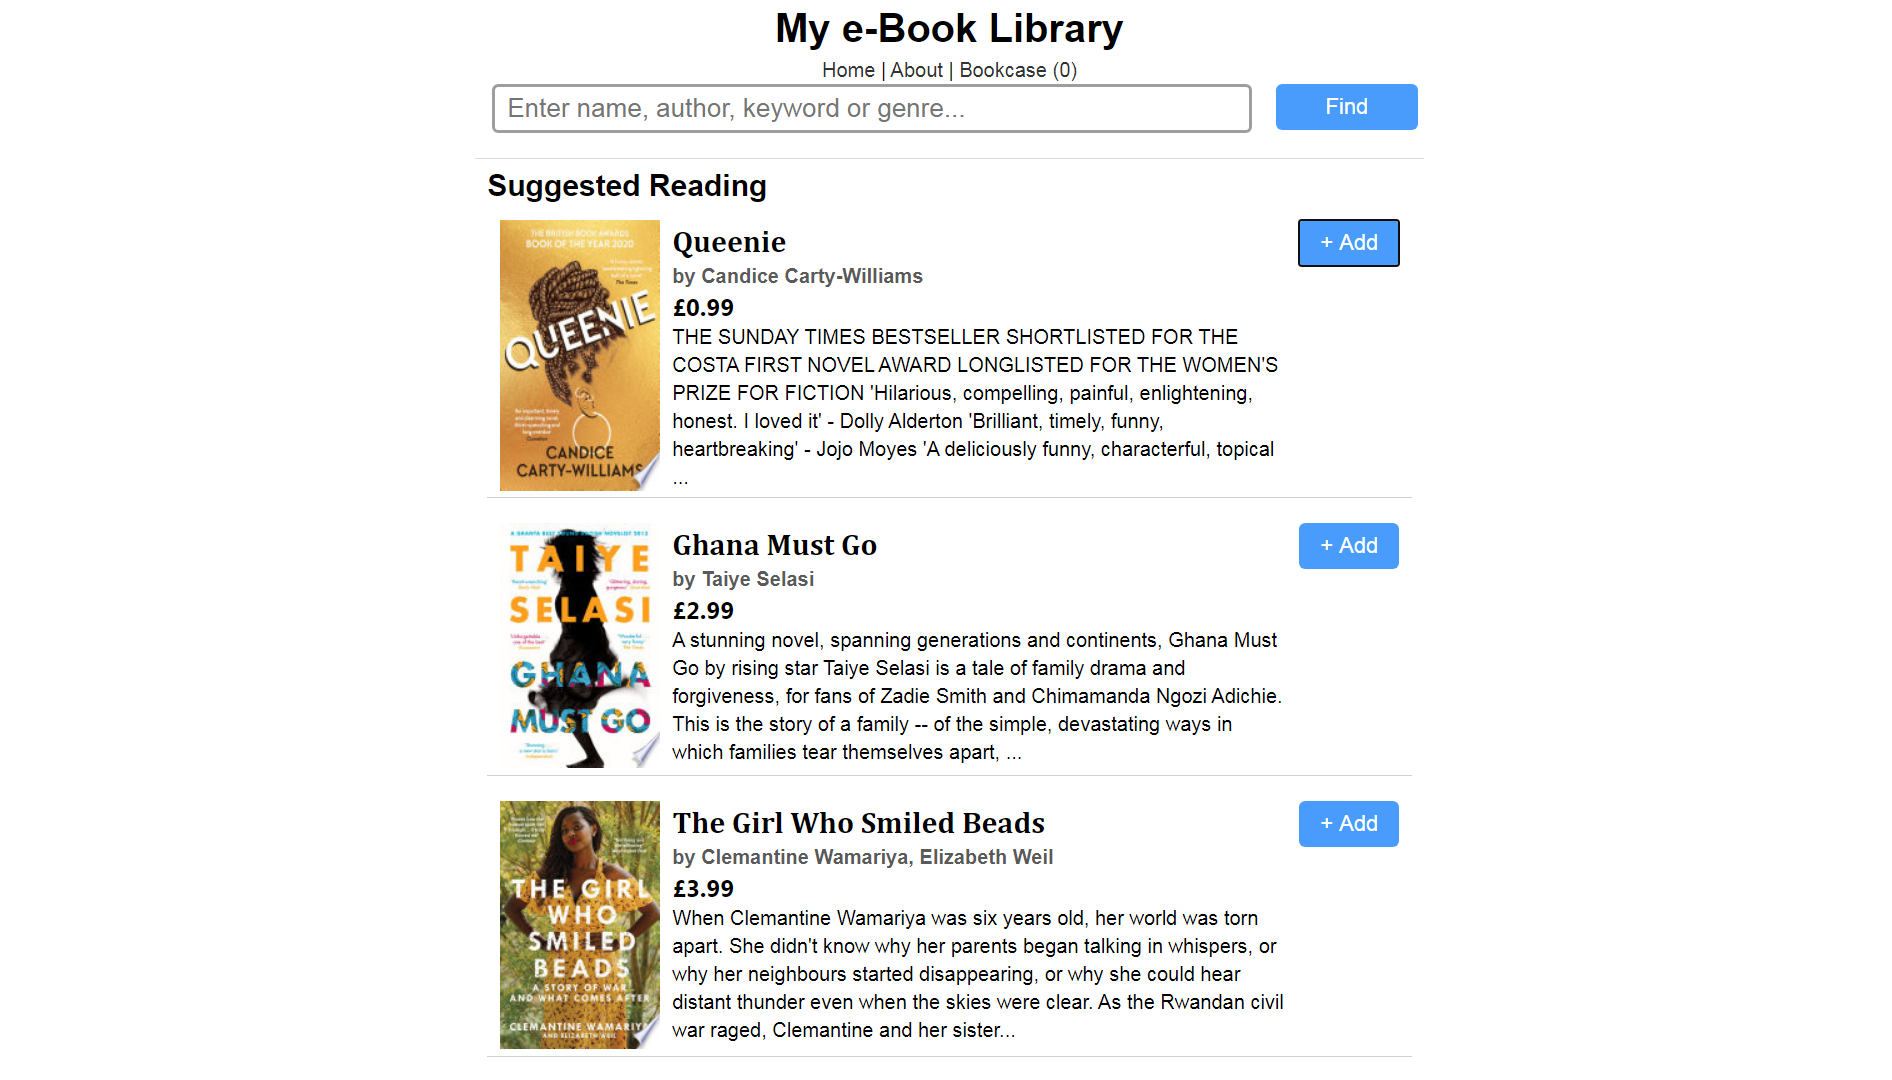 My e-Book Library
Home | About | Bookcase (0)
Enter name, author, keyword or genre...
Find
Suggested Reading
THE BRITISH BOOK AWARDS
BOOK OF THE YEAR 2020
The Times
QUEENIE
CANDICE
CARTY-WILLIAMS
Queenie
by Candice Carty-Williams
£0.99
THE SUNDAY TIMES BESTSELLER SHORTLISTED FOR THE
COSTA FIRST NOVEL AWARD LONGLISTED FOR THE WOMEN'S
PRIZE FOR FICTION 'Hilarious, compelling, painful, enlightening,
honest. I loved it' - Dolly Alderton 'Brilliant, timely, funny,
heartbreaking' - Jojo Moyes 'A deliciously funny, characterful, topical
...
+ Add
TAIYE
SELASI
GHANA
MUST GO
Ghana Must Go
by Taiye Selasi
£2.99
A stunning novel, spanning generations and continents, Ghana Must
Go by rising star Taiye Selasi is a tale of family drama and
forgiveness, for fans of Zadie Smith and Chimamanda Ngozi Adichie.
This is the story of a family -- of the simple, devastating ways in
which families tear themselves apart, ...
+ Add
THE GIRL
WHO
SMILED
BEADS
A STORY OF WAR
AND WHAT COMES AFTER
CLEMANTINE WAMARIYA
AND ELIZABETH WEIL
The Girl Who Smiled Beads
by Clemantine Wamariya, Elizabeth Weil
£3.99
When Clemantine Wamariya was six years old, her world was torn
apart. She didn't know why her parents began talking in whispers, or
why her neighbours started disappearing, or why she could hear
distant thunder even when the skies were clear. As the Rwandan civil
war raged, Clemantine and her sister...
+ Add